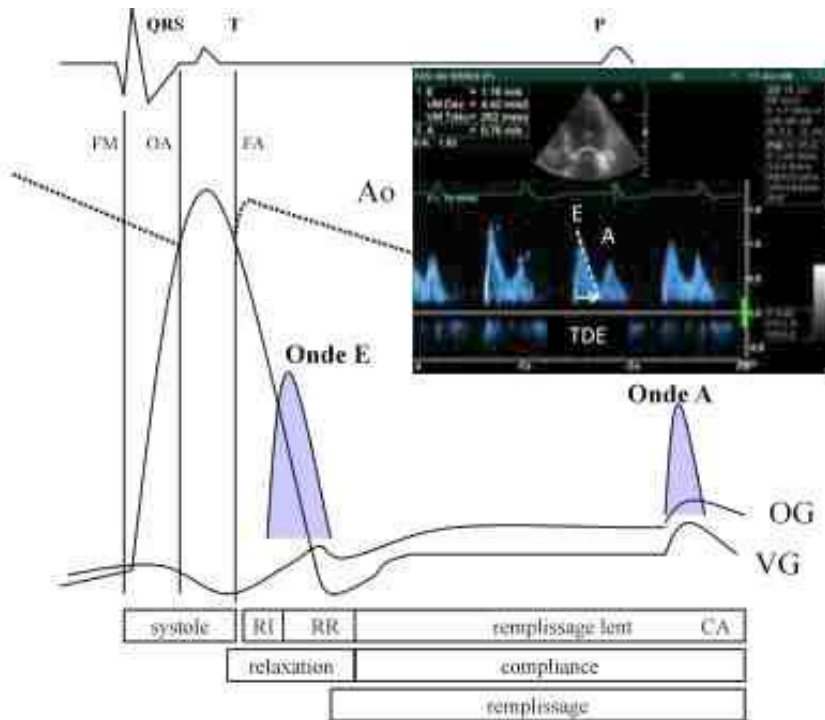 QRS T P
FM OA FA
Ao
E
A
TDE
Onde E
Onde A
OG
VG
systole RI RR remplissage lent CA
relaxation compliance
remplissage